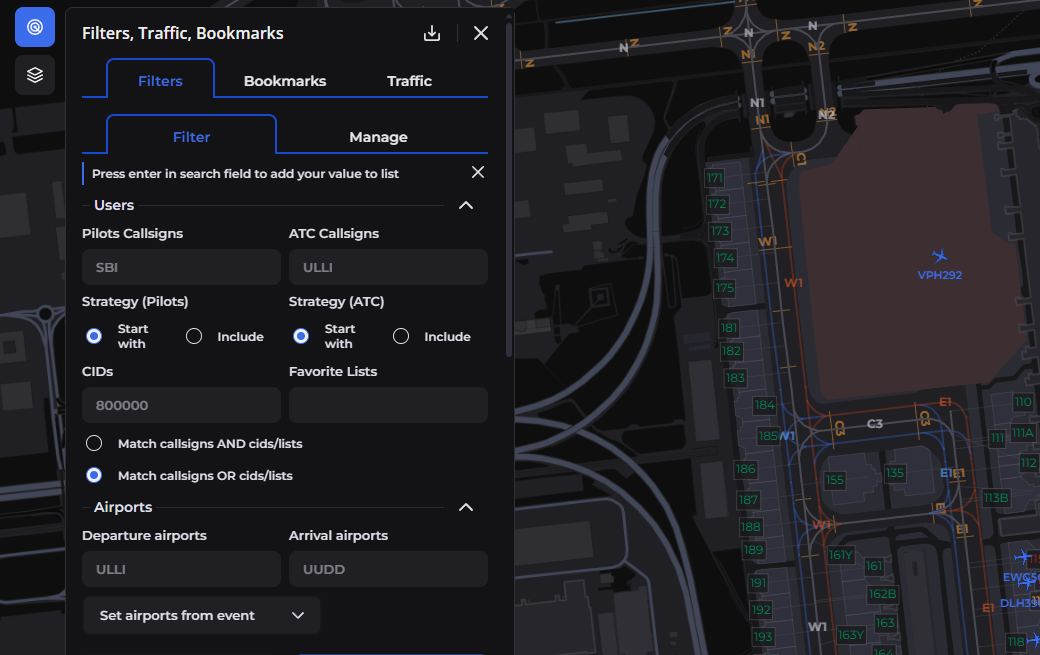 Filters, Traffic, Bookmarks
Filters
Bookmarks
Traffic
Filter
Manage
Press enter in search field to add your value to list
Users
Pilots Callsigns
ATC Callsigns
SBI
ULLI
Strategy (Pilots)
Strategy (ATC)
Start with
Include
Start with
Include
CIDs
Favorite Lists
800000
Match callsigns AND cids/lists
Match callsigns OR cids/lists
Airports
Departure airports
Arrival airports
ULLI
UUDD
Set airports from event
N
N
N
Z
N
N
Z
Z
N
Z
Z
N2
N1
N1
N2
C1
171
172
173
174
175
W1
W1
VPH292
181
182
183
184
185
W1
C3
C3
C3
E1
110
111
111A
112
186
187
188
189
155
135
E1
E1
113B
E
E1
W1
161Y
161
162B
163
163Y
164
191
192
193
W1
E1
DLH39
118